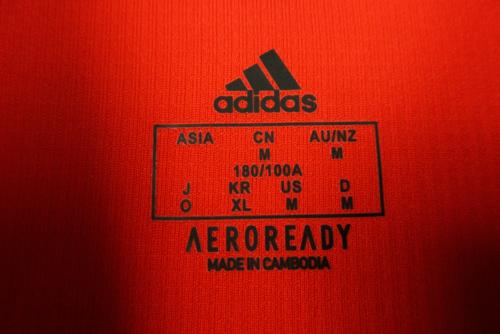 adidas
ASIA CN AU/NZ
M M
180/100A
J KR US D
O XL M M
AEROREADY
MADE IN CAMBODIA